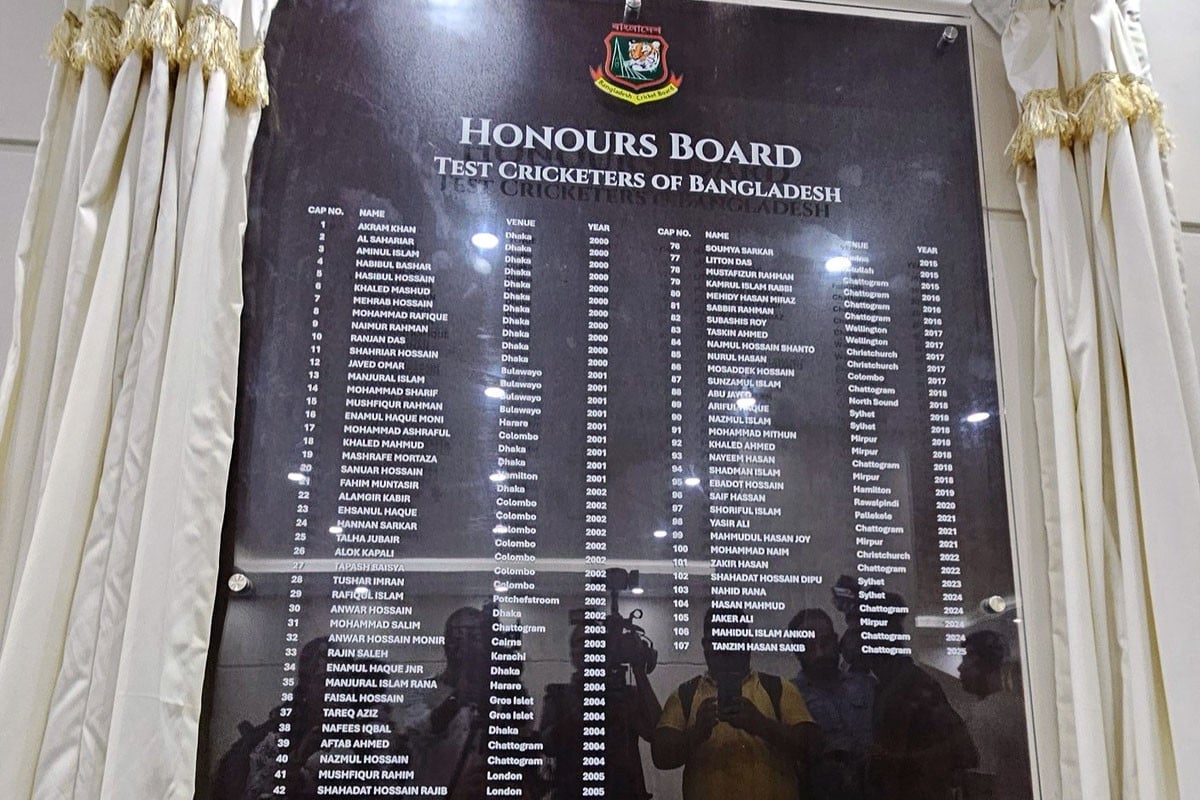 বাংলাদেশ
Bangladesh Cricket Board
HONOURS BOARD
TEST CRICKETERS OF BANGLADESH
CAP NO. NAME VENUE YEAR
1 AKRAM KHAN Dhaka 2000
2 AL SAHARIAR Dhaka 2000
3 AMINUL ISLAM Dhaka 2000
4 HABIBUL BASHAR Dhaka 2000
5 HASIBUL HOSSAIN Dhaka 2000
6 KHALED MASHUD Dhaka 2000
7 MEHRAB HOSSAIN Dhaka 2000
8 MOHAMMAD RAFIQUE Dhaka 2000
9 NAIMUR RAHMAN Dhaka 2000
10 RANJAN DAS Dhaka 2000
11 SHAHRIAR HOSSAIN Dhaka 2000
12 JAVED OMAR Bulawayo 2001
13 MANJURAL ISLAM Bulawayo 2001
14 MOHAMMAD SHARIF Bulawayo 2001
15 MUSHFIQUR RAHMAN Bulawayo 2001
16 ENAMUL HAQUE MONI Harare 2001
17 MOHAMMAD ASHRAFUL Colombo 2001
18 KHALED MAHMUD Dhaka 2001
19 MASHRAFE MORTAZA Dhaka 2001
20 SANUAR HOSSAIN Hamilton 2001
21 FAHIM MUNTASIR Dhaka 2002
22 ALAMGIR KABIR Colombo 2002
23 EHSANUL HAQUE Colombo 2002
24 HANNAN SARKAR Colombo 2002
25 TALHA JUBAIR Colombo 2002
26 ALOK KAPALI Colombo 2002
27 TAPASH BAISYA Colombo 2002
28 TUSHAR IMRAN Colombo 2002
29 RAFIQUL ISLAM Potchefstroom 2002
30 ANWAR HOSSAIN Dhaka 2002
31 MOHAMMAD SALIM Chattogram 2003
32 ANWAR HOSSAIN MONIR Cairns 2003
33 RAJIN SALEH Karachi 2003
34 ENAMUL HAQUE JNR Dhaka 2003
35 MANJURAL ISLAM RANA Harare 2004
36 FAISAL HOSSAIN Gros Islet 2004
37 TAREQ AZIZ Gros Islet 2004
38 NAFEES IQBAL Dhaka 2004
39 AFTAB AHMED Chattogram 2004
40 NAZMUL HOSSAIN Chattogram 2004
41 MUSHFIQUR RAHIM London 2005
42 SHAHADAT HOSSAIN RAJIB London 2005
CAP NO. NAME VENUE YEAR
76 SOUMYA SARKAR 2015
77 LITTON DAS 2015
78 MUSTAFIZUR RAHMAN Chattogram 2015
79 KAMRUL ISLAM RABBI Chattogram 2016
80 MEHIDY HASAN MIRAZ Chattogram 2016
81 SABBIR RAHMAN Chattogram 2016
82 SUBASHIS ROY Wellington 2017
83 TASKIN AHMED Wellington 2017
84 NAJMUL HOSSAIN SHANTO Christchurch 2017
85 NURUL HASAN Christchurch 2017
86 MOSADDEK HOSSAIN Colombo 2017
87 SUNZAMUL ISLAM Chattogram 2018
88 ABU JAYED North Sound 2018
89 ARIFUL HAQUE Sylhet 2018
90 NAZMUL ISLAM Sylhet 2018
91 MOHAMMAD MITHUN Mirpur 2018
92 KHALED AHMED Mirpur 2018
93 NAYEEM HASAN Chattogram 2018
94 SHADMAN ISLAM Mirpur 2018
95 EBADOT HOSSAIN Hamilton 2019
96 SAIF HASSAN Rawalpindi 2020
97 SHORIFUL ISLAM Pallekele 2021
98 YASIR ALI Chattogram 2021
99 MAHMUDUL HASAN JOY Mirpur 2021
100 MOHAMMAD NAIM Christchurch 2022
101 ZAKIR HASAN Chattogram 2022
102 SHAHADAT HOSSAIN DIPU Sylhet 2023
103 NAHID RANA Sylhet 2024
104 HASAN MAHMUD Chattogram 2024
105 JAKER ALI Mirpur 2024
106 MAHIDUL ISLAM ANKON Chattogram 2024
107 TANZIM HASAN SAKIB Chattogram 2025